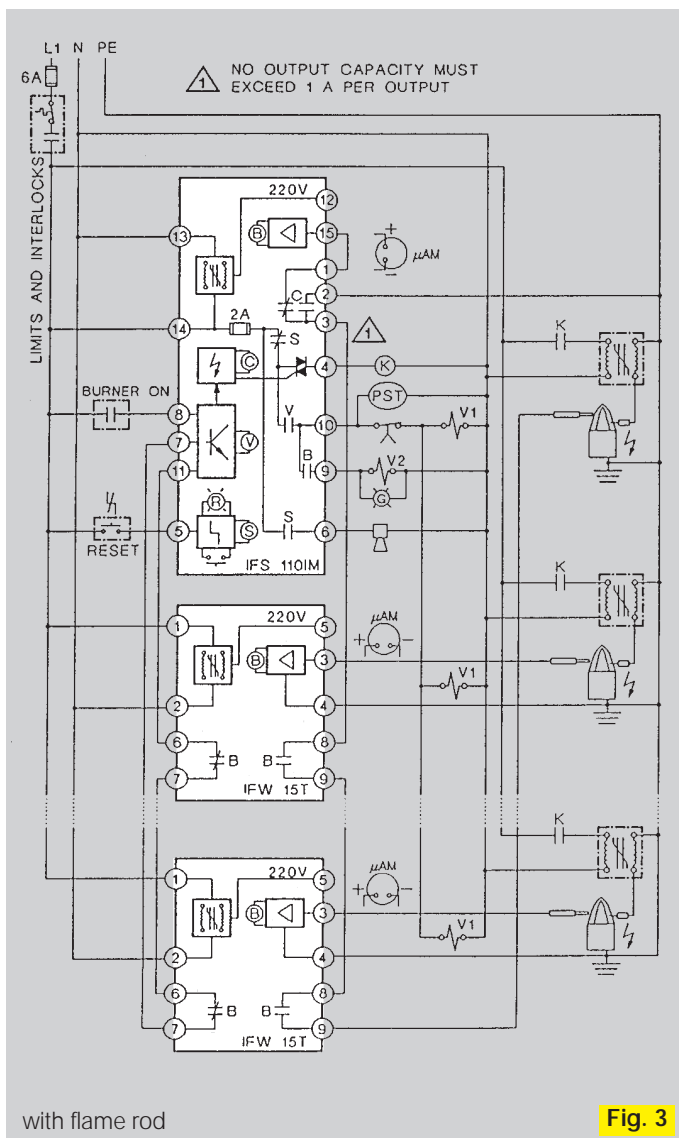 L1 N PE
6A
1 NO OUTPUT CAPACITY MUST
EXCEED 1 A PER OUTPUT
LIMITS AND INTERLOCKS
220V
12
B
15
+
13
µAM
1
−
C
2
14
2A
3
1
S
K
4
K
C
PST
BURNER ON
8
V
10
V1
7
V
B
11
9
V2
R
G
S
5
S
6
RESET
IFS 110IM
K
220V
1
5
µAM
+ −
B
3
2
4
V1
6
8
B
B
7
9
IFW 15T
K
220V
1
5
µAM
+ −
B
3
2
4
V1
6
8
B
B
7
9
IFW 15T
with flame rod
Fig. 3